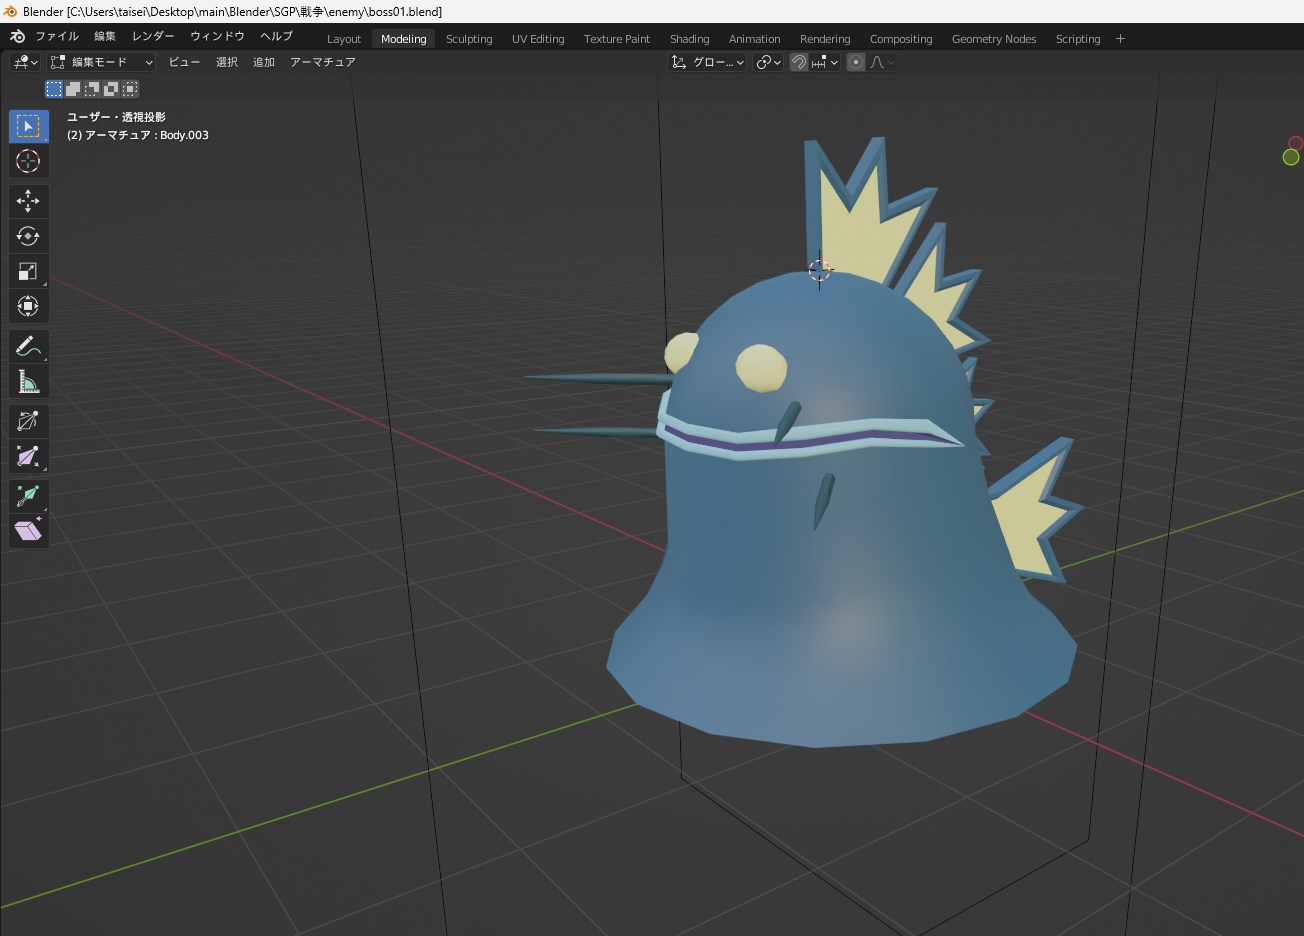 Blender [C:\Users\taisei\Desktop\main\Blender\SGP\戦争\enemy\boss01.blend]
ファイル 編集 レンダー ウィンドウ ヘルプ Layout Modeling Sculpting UV Editing Texture Paint Shading Animation Rendering Compositing Geometry Nodes Scripting +
編集モード ビュー 選択 追加 アーマチュア グロー...
ユーザー・透視投影
(2) アーマチュア : Body.003